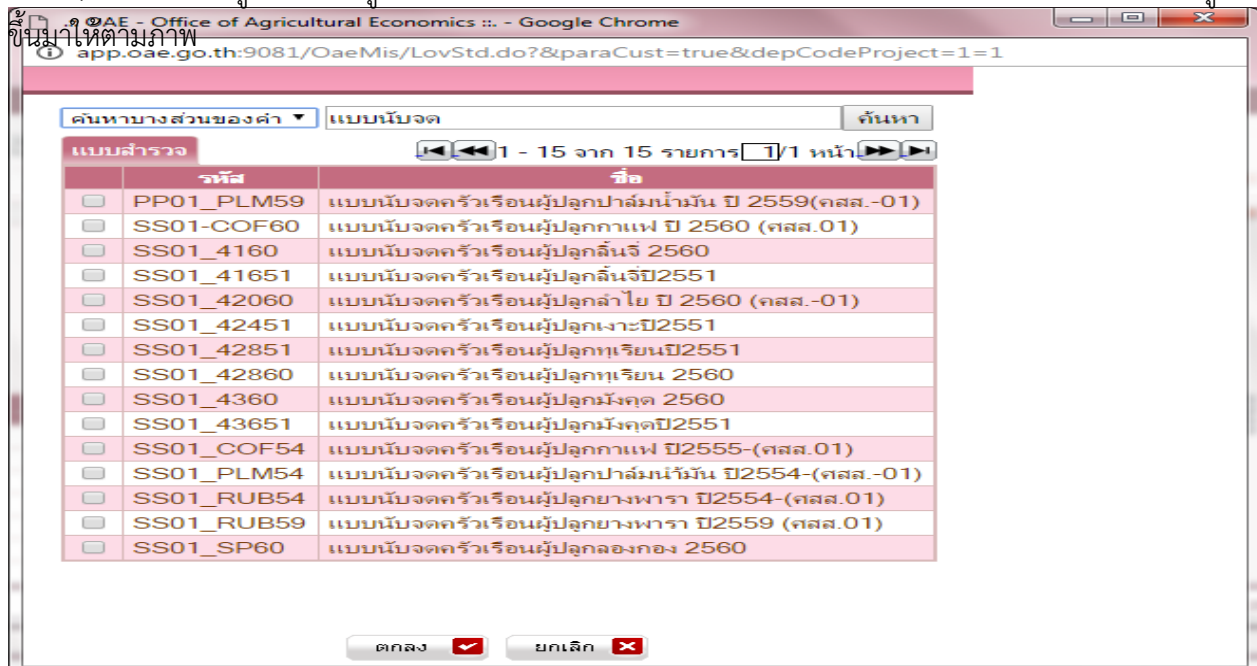 .:: OAE - Office of Agricultural Economics ::. - Google Chrome
ขึ้นมาให้ตามภาพ
app.oae.go.th:9081/OaeMis/LovStd.do?&paraCust=true&depCodeProject=1=1
ค้นหาบางส่วนของคำ แบบนับจด ค้นหา
แบบสำรวจ 1 - 15 จาก 15 รายการ 1/1 หน้า
รหัส ชื่อ
PP01_PLM59 แบบนับจดครัวเรือนผู้ปลูกปาล์มน้ำมัน ปี 2559(ศสส.-01)
SS01-COF60 แบบนับจดครัวเรือนผู้ปลูกกาแฟ ปี 2560 (ศสส.01)
SS01_4160 แบบนับจดครัวเรือนผู้ปลูกลิ้นจี่ 2560
SS01_41651 แบบนับจดครัวเรือนผู้ปลูกลิ้นจี่ปี2551
SS01_42060 แบบนับจดครัวเรือนผู้ปลูกลำไย ปี 2560 (ศสส.-01)
SS01_42451 แบบนับจดครัวเรือนผู้ปลูกเงาะปี2551
SS01_42851 แบบนับจดครัวเรือนผู้ปลูกทุเรียนปี2551
SS01_42860 แบบนับจดครัวเรือนผู้ปลูกทุเรียน 2560
SS01_4360 แบบนับจดครัวเรือนผู้ปลูกมังคุด 2560
SS01_43651 แบบนับจดครัวเรือนผู้ปลูกมังคุดปี2551
SS01_COF54 แบบนับจดครัวเรือนผู้ปลูกกาแฟ ปี2555-(ศสส.01)
SS01_PLM54 แบบนับจดครัวเรือนผู้ปลูกปาล์มน้ำมัน ปี2554-(ศสส.-01)
SS01_RUB54 แบบนับจดครัวเรือนผู้ปลูกยางพารา ปี2554-(ศสส.01)
SS01_RUB59 แบบนับจดครัวเรือนผู้ปลูกยางพารา ปี2559 (ศสส.01)
SS01_SP60 แบบนับจดครัวเรือนผู้ปลูกลองกอง 2560
ตกลง ยกเลิก